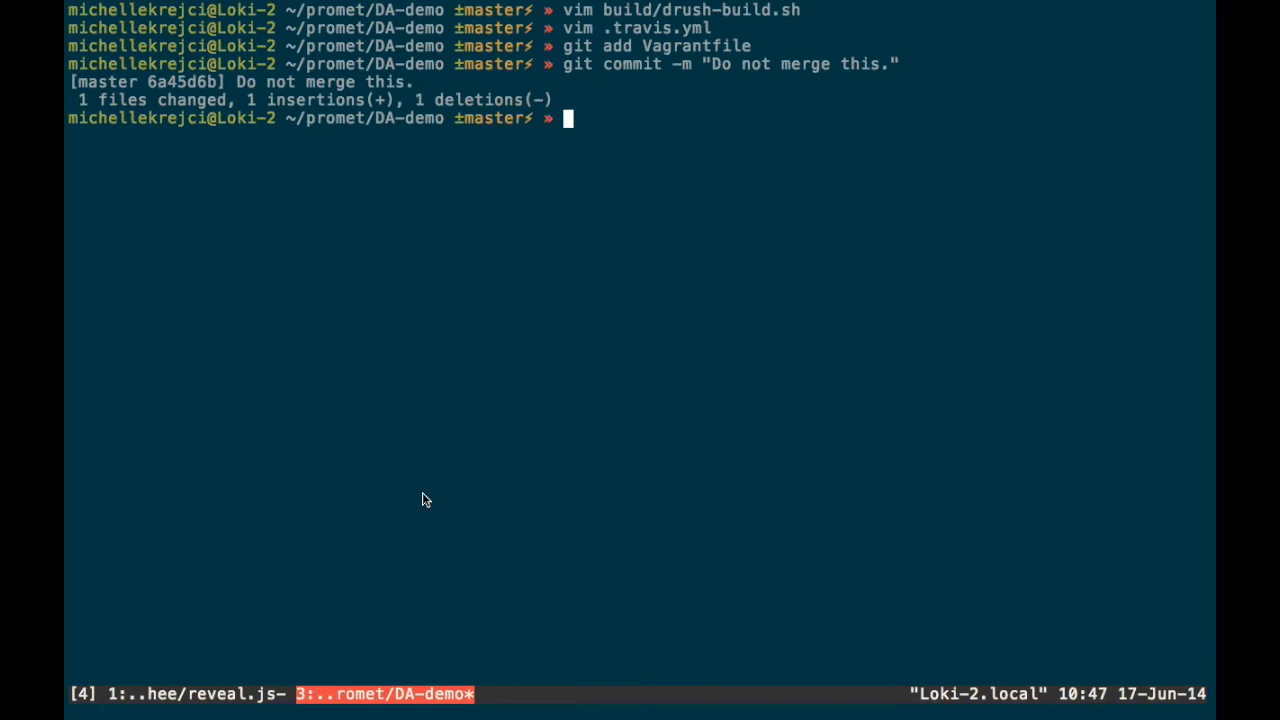 michellekrejci@Loki-2 ~/promet/DA-demo ±master⚡ » vim build/drush-build.sh
michellekrejci@Loki-2 ~/promet/DA-demo ±master⚡ » vim .travis.yml
michellekrejci@Loki-2 ~/promet/DA-demo ±master⚡ » git add Vagrantfile
michellekrejci@Loki-2 ~/promet/DA-demo ±master⚡ » git commit -m "Do not merge this."
[master 6a45d6b] Do not merge this.
 1 files changed, 1 insertions(+), 1 deletions(-)
michellekrejci@Loki-2 ~/promet/DA-demo ±master⚡ »
[4] 1:..hee/reveal.js- 3:..romet/DA-demo* "Loki-2.local" 10:47 17-Jun-14